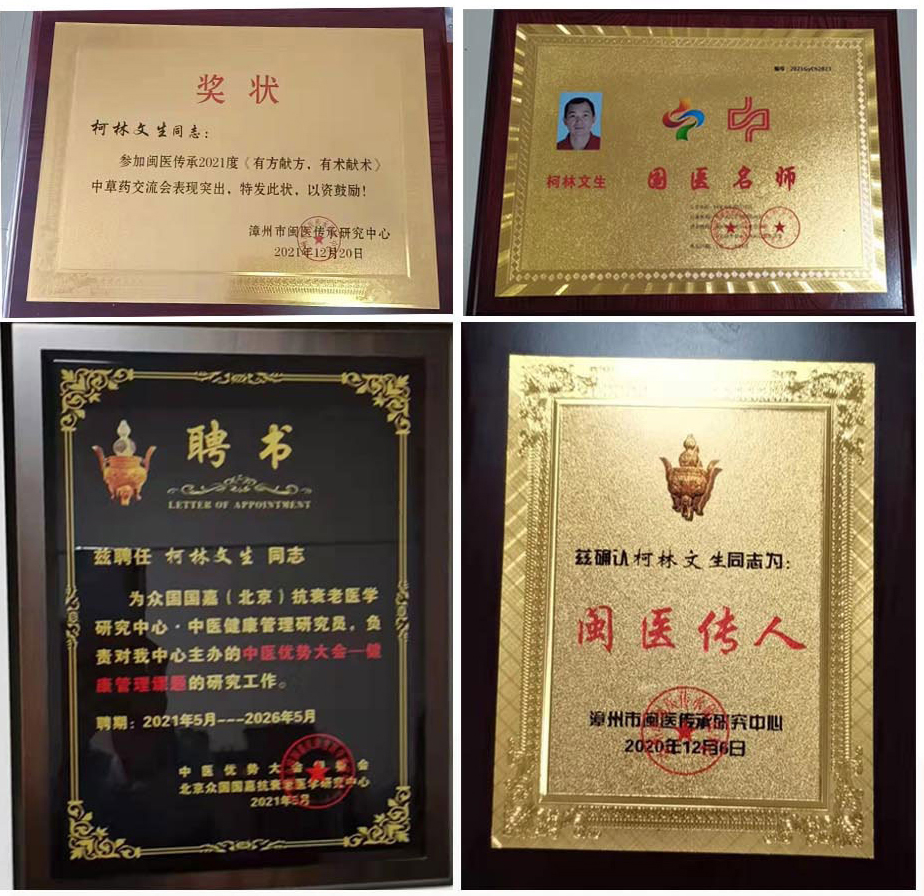 奖状
柯林文生同志：
参加闽医传承2021度《有方献方，有术献术》
中草药交流会表现突出，特发此状，以资鼓励！
漳州市闽医传承研究中心
2021年12月20日
柯林文生
国医名师
聘书
LETTER OF APPOINTMENT
兹聘任 柯林文生 同志
为众国国嘉（北京）抗衰老医学
研究中心·中医健康管理研究员，负
责对我中心主办的中医优势大会—健
康管理课题的研究工作。
聘期：2021年5月---2026年5月
中医优势大会
北京众国国嘉抗衰老医学研究中心
2021年5月
兹确认柯林文生同志为：
闽医传人
漳州市闽医传承研究中心
2020年12月6日